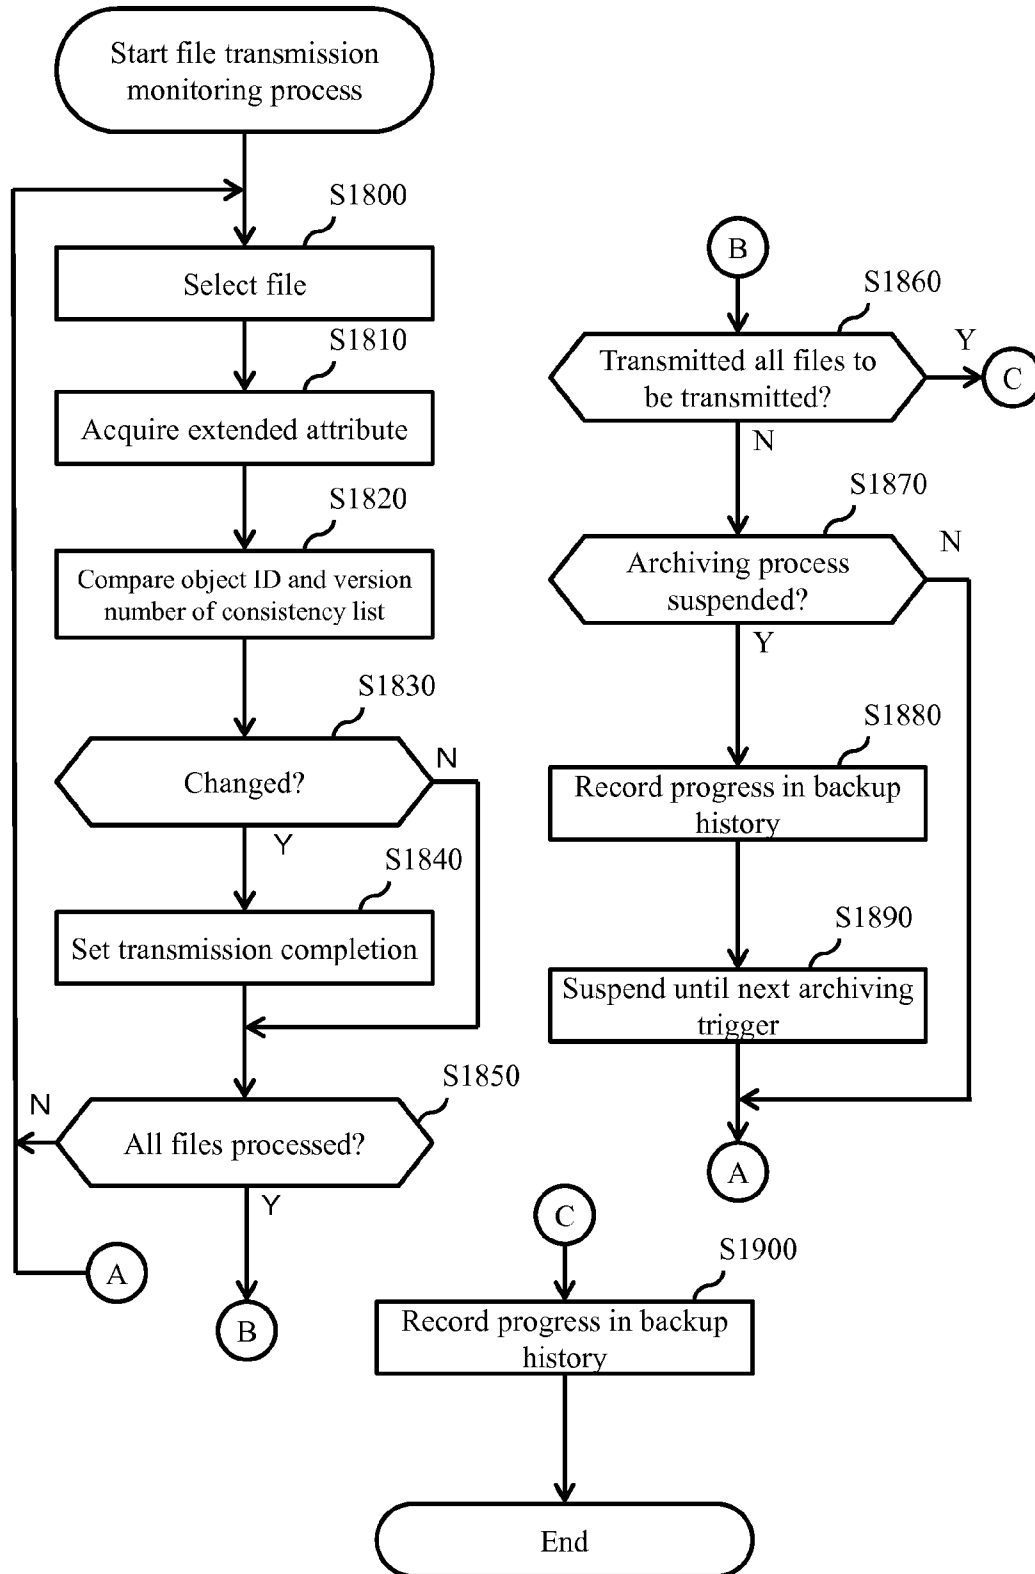 Start file transmission
monitoring process
S1800
Select file
S1810
Acquire extended attribute
S1820
Compare object ID and version
number of consistency list
S1830
Changed?
N
Y
S1840
Set transmission completion
S1850
N
All files processed?
Y
A
B
B
S1860
Transmitted all files to
be transmitted?
Y
C
N
S1870
Archiving process
suspended?
N
Y
S1880
Record progress in backup
history
S1890
Suspend until next archiving
trigger
A
C
S1900
Record progress in backup
history
End